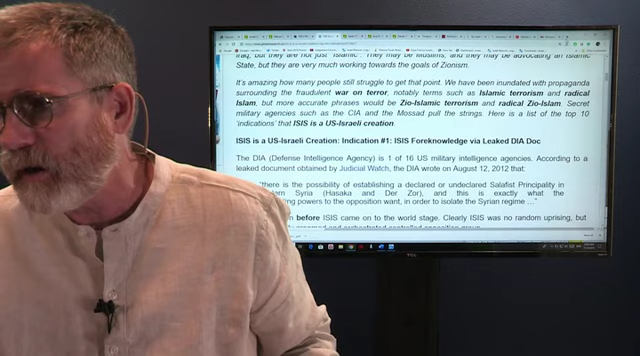 Iraq, but they are not just 'Islamic'. They may be Muslims, and they may be advocating an Islamic
State, but they are very much working towards the goals of Zionism.
It's amazing how many people still struggle to get that point. We have been inundated with propaganda
surrounding the fraudulent war on terror, notably terms such as Islamic terrorism and radical
Islam, but more accurate phrases would be Zio-Islamic terrorism and radical Zio-Islam. Secret
military agencies such as the CIA and the Mossad pull the strings. Here is a list of the top 10
'indications' that ISIS is a US-Israeli creation.
ISIS is a US-Israeli Creation: Indication #1: ISIS Foreknowledge via Leaked DIA Doc
The DIA (Defense Intelligence Agency) is 1 of 16 US military intelligence agencies. According to a
leaked document obtained by Judicial Watch, the DIA wrote on August 12, 2012 that:
there is the possibility of establishing a declared or undeclared Salafist Principality in
Syria (Hasaka and Der Zor), and this is exactly what the
powers to the opposition want, in order to isolate the Syrian regime ..."
before ISIS came on to the world stage. Clearly ISIS was no random uprising, but
and orchestrated controlled opposition group.
TCL